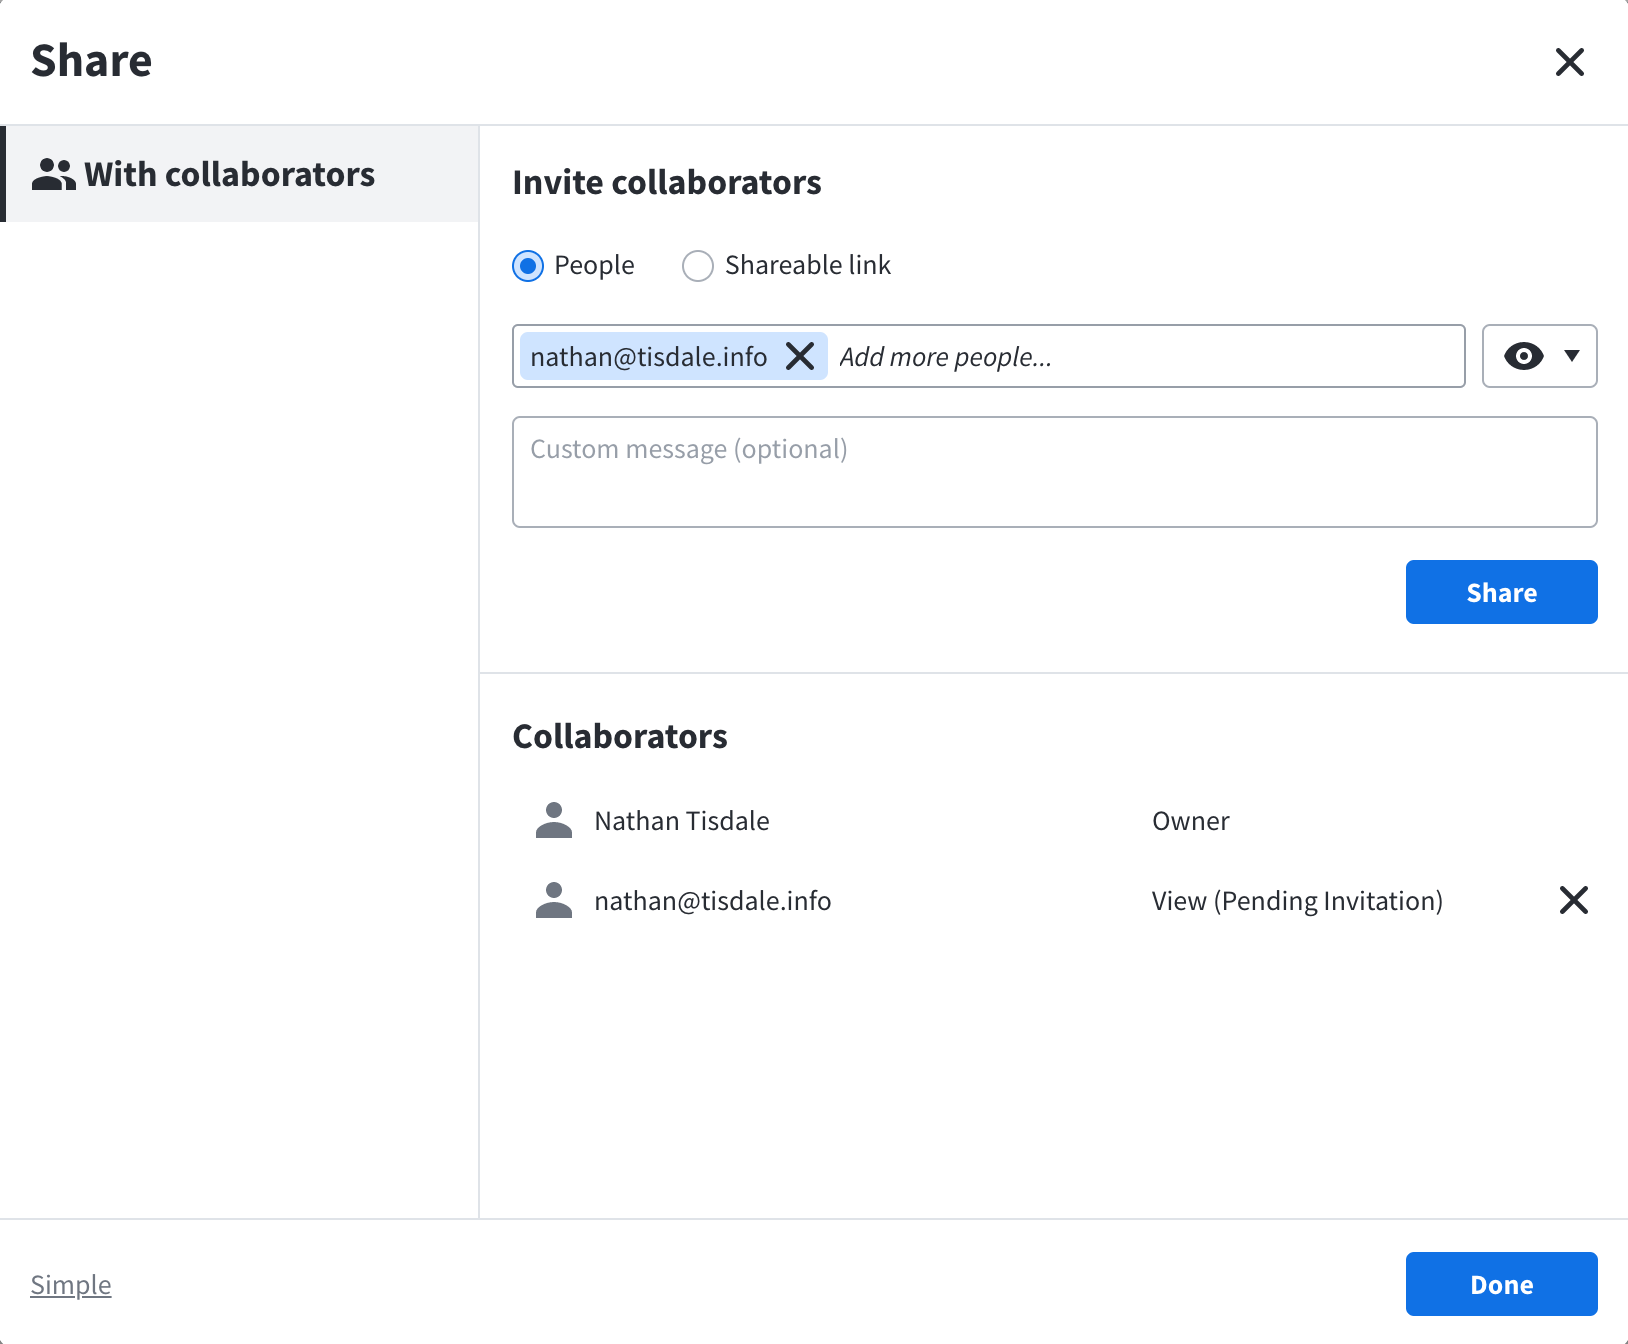 Share
With collaborators
Invite collaborators
People Shareable link
nathan@tisdale.info Add more people...
Custom message (optional)
Share
Collaborators
Nathan Tisdale Owner
nathan@tisdale.info View (Pending Invitation)
Simple Done